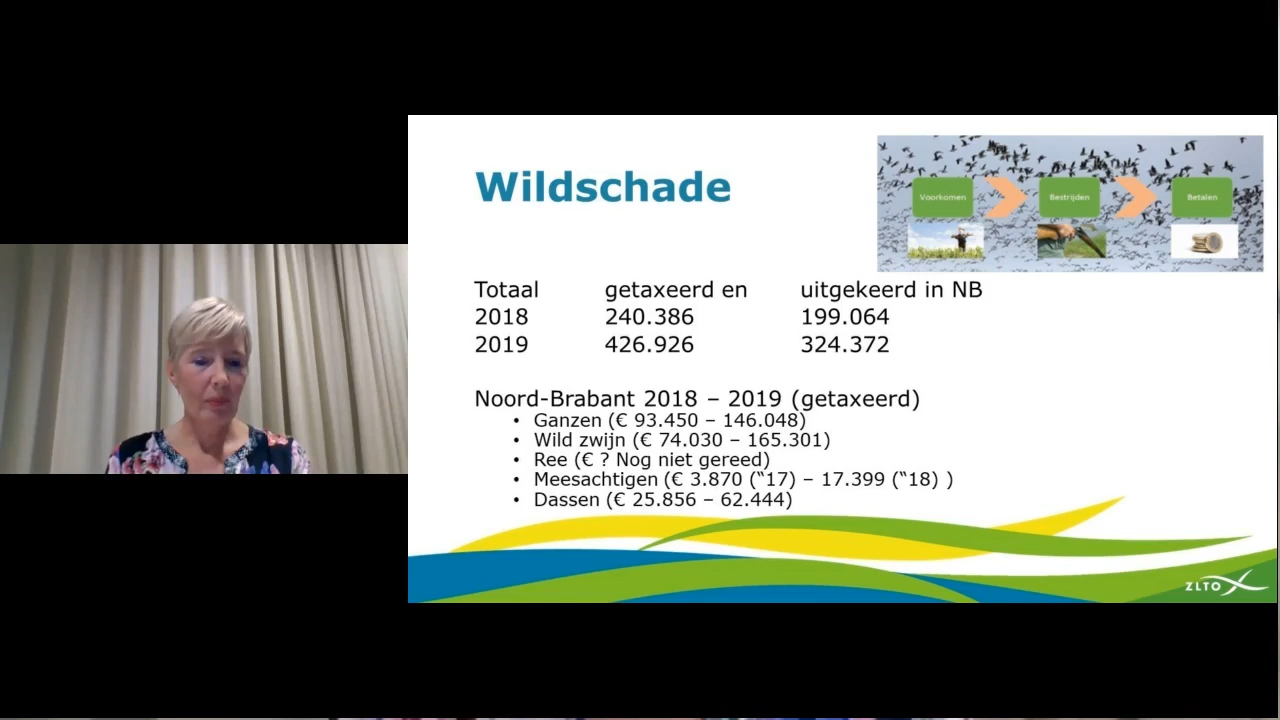 Wildschade
Voorkomen Bestrijden Betalen
Totaal getaxeerd en uitgekeerd in NB
2018 240.386 199.064
2019 426.926 324.372
Noord-Brabant 2018 – 2019 (getaxeerd)
• Ganzen (€ 93.450 – 146.048)
• Wild zwijn (€ 74.030 – 165.301)
• Ree (€ ? Nog niet gereed)
• Meesachtigen (€ 3.870 (“17) – 17.399 (“18) )
• Dassen (€ 25.856 – 62.444)
ZLTO